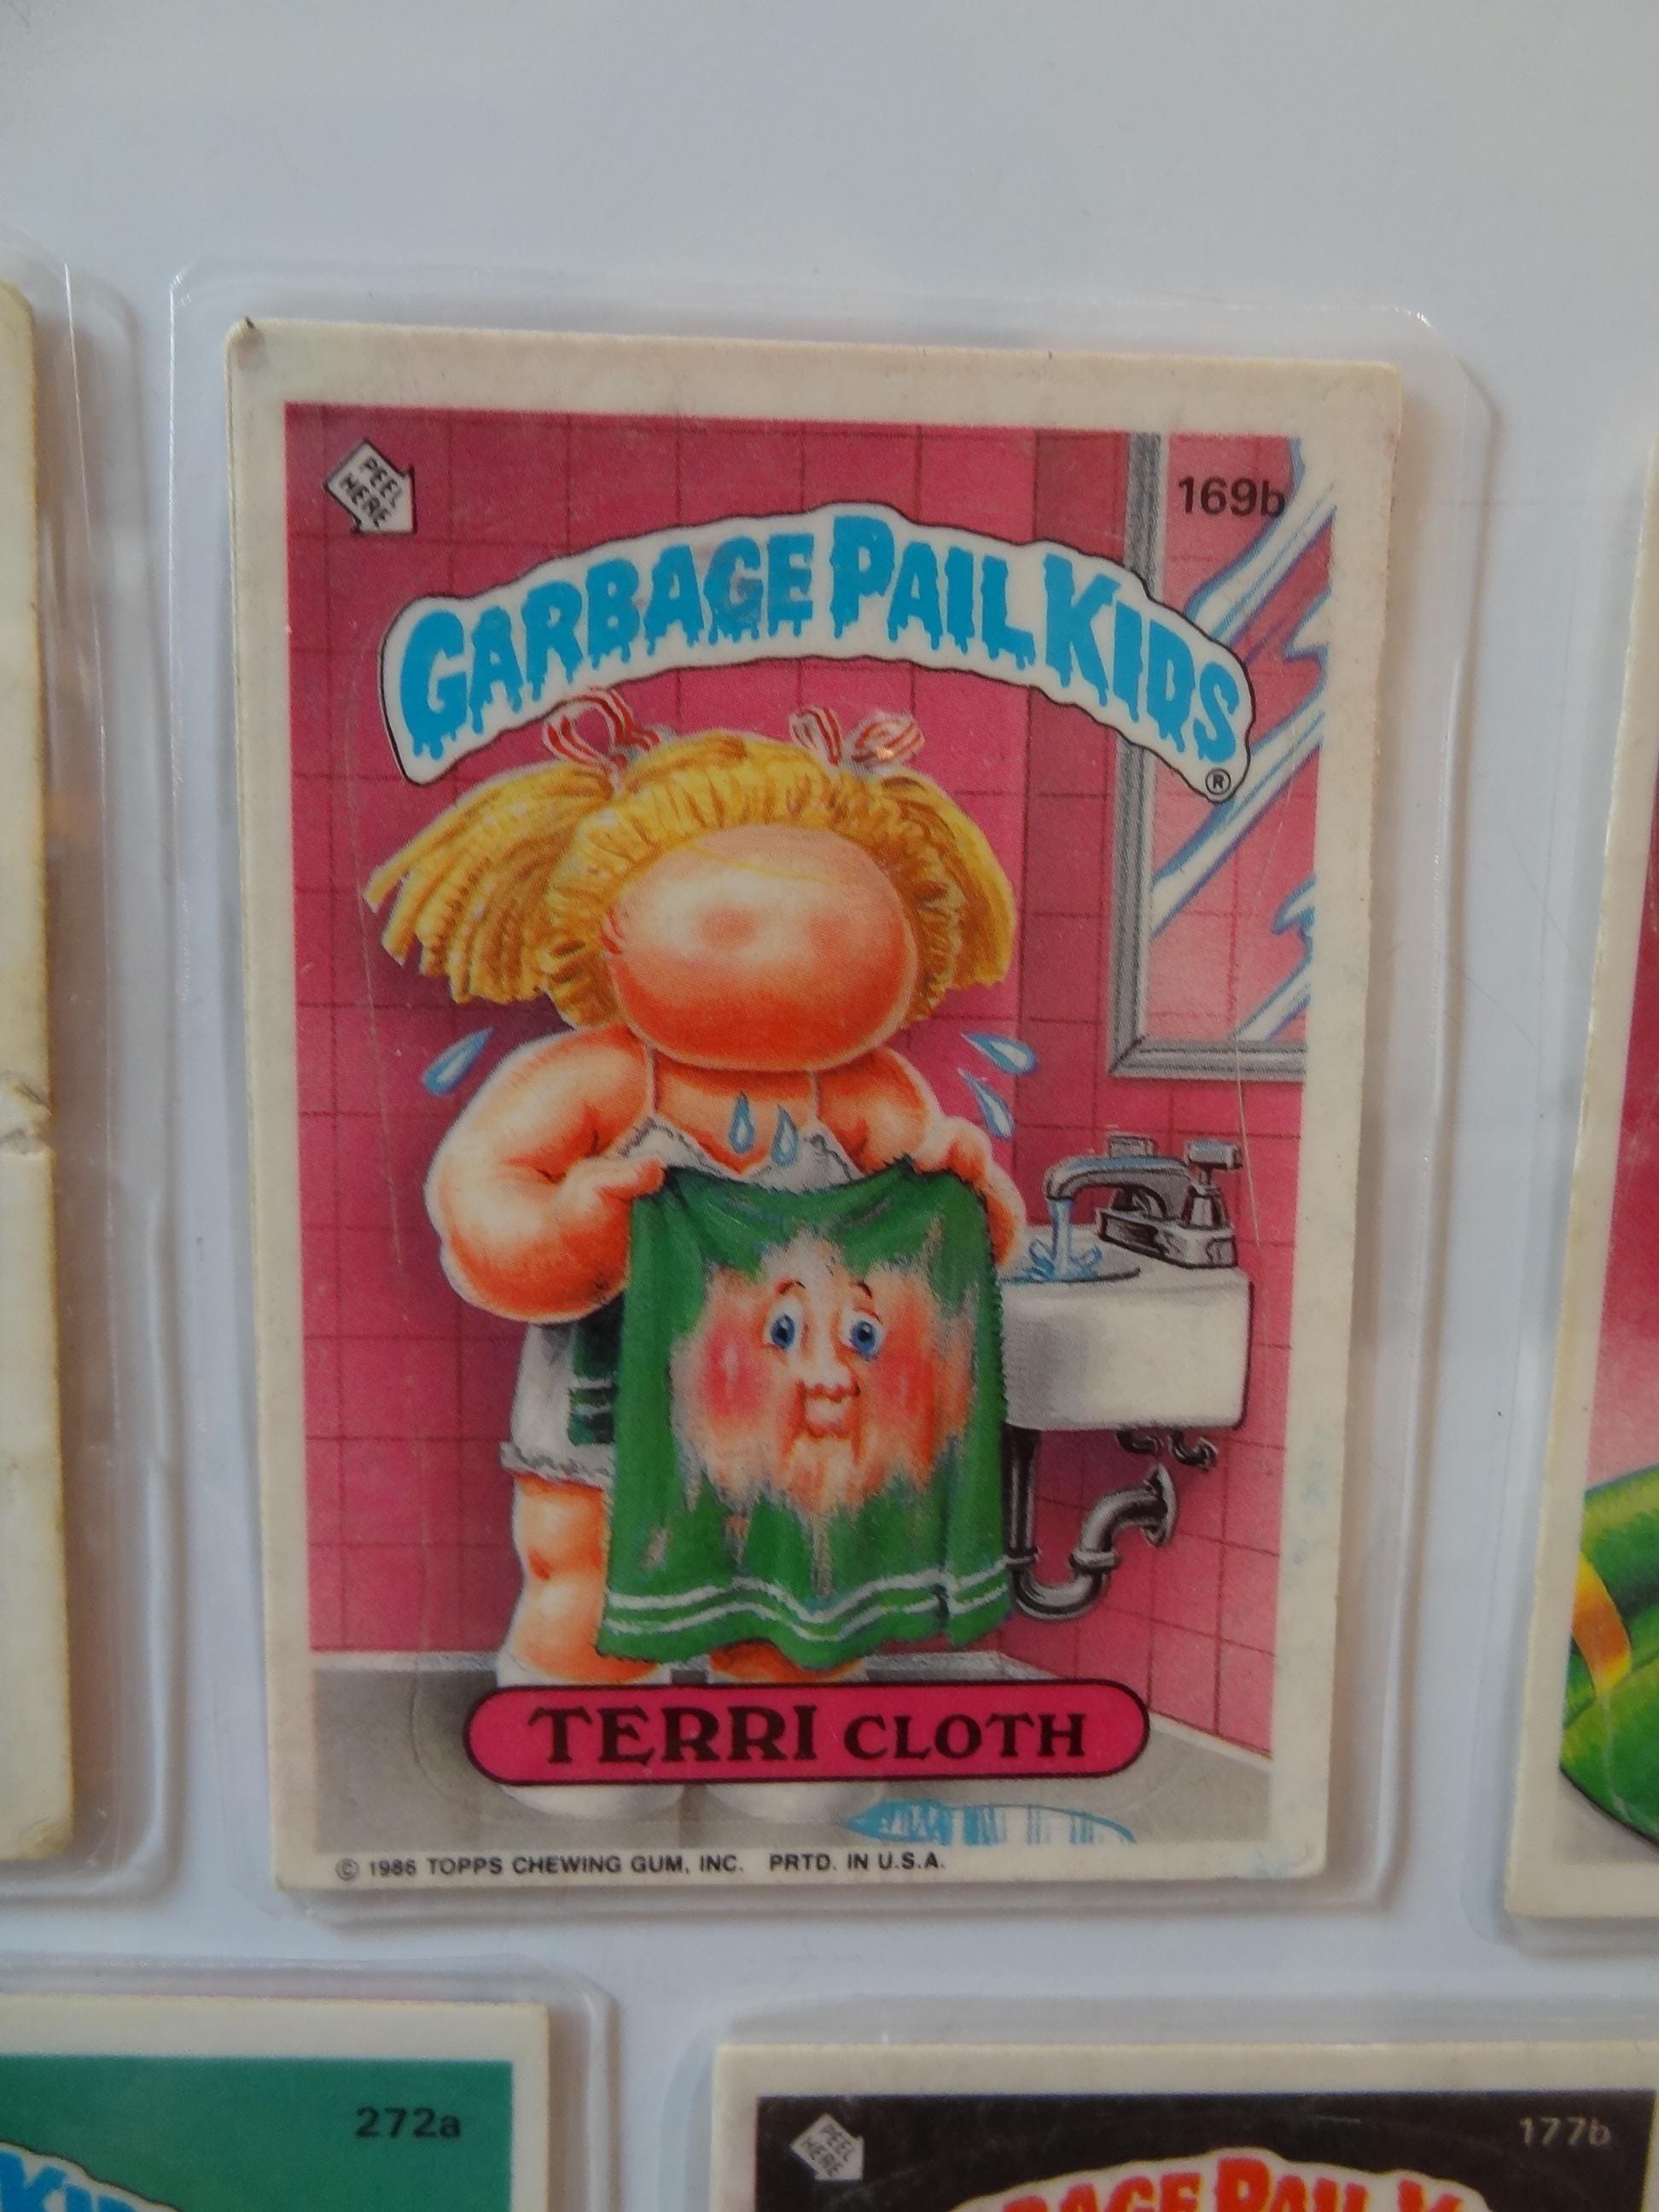 PEEL HERE
169b
GARBAGE PAIL KIDS
®
TERRI CLOTH
© 1986 TOPPS CHEWING GUM, INC. PRTD. IN U.S.A.
272a
PEEL HERE
177b